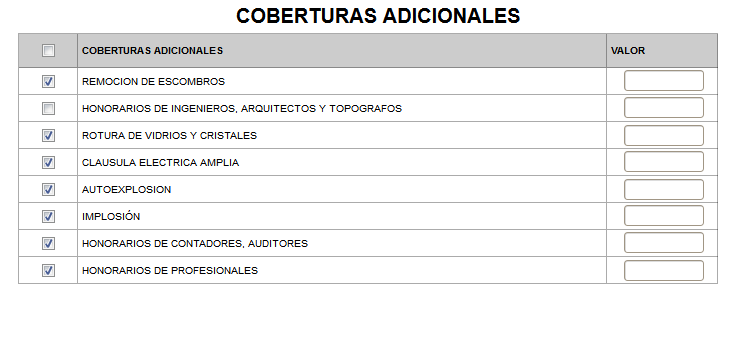 COBERTURAS ADICIONALES
COBERTURAS ADICIONALES VALOR
REMOCION DE ESCOMBROS
HONORARIOS DE INGENIEROS, ARQUITECTOS Y TOPOGRAFOS
ROTURA DE VIDRIOS Y CRISTALES
CLAUSULA ELECTRICA AMPLIA
AUTOEXPLOSION
IMPLOSIÓN
HONORARIOS DE CONTADORES, AUDITORES
HONORARIOS DE PROFESIONALES